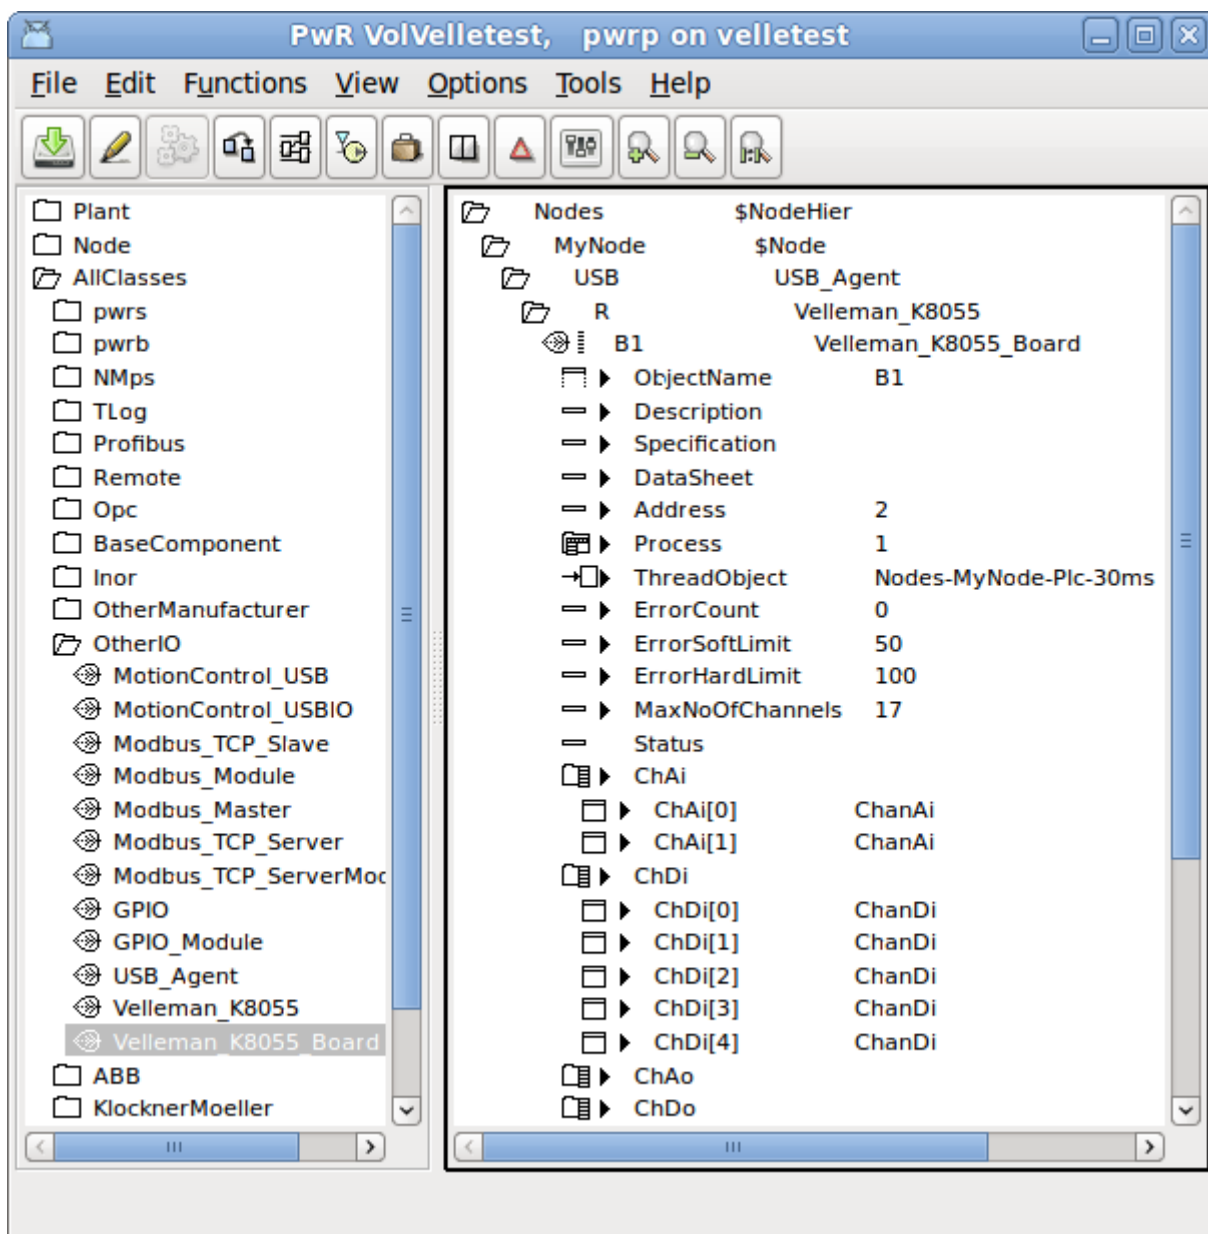 PwR VolVelletest, pwrp on velletest
File Edit Functions View Options Tools Help
Plant
Node
AllClasses
pwrs
pwrb
NMps
TLog
Profibus
Remote
Opc
BaseComponent
Inor
OtherManufacturer
OtherIO
MotionControl_USB
MotionControl_USBIO
Modbus_TCP_Slave
Modbus_Module
Modbus_Master
Modbus_TCP_Server
Modbus_TCP_ServerMoc
GPIO
GPIO_Module
USB_Agent
Velleman_K8055
Velleman_K8055_Board
ABB
KlocknerMoeller
Nodes $NodeHier
MyNode $Node
USB USB_Agent
R Velleman_K8055
B1 Velleman_K8055_Board
ObjectName B1
Description
Specification
DataSheet
Address 2
Process 1
ThreadObject Nodes-MyNode-Plc-30ms
ErrorCount 0
ErrorSoftLimit 50
ErrorHardLimit 100
MaxNoOfChannels 17
Status
ChAi
ChAi[0] ChanAi
ChAi[1] ChanAi
ChDi
ChDi[0] ChanDi
ChDi[1] ChanDi
ChDi[2] ChanDi
ChDi[3] ChanDi
ChDi[4] ChanDi
ChAo
ChDo